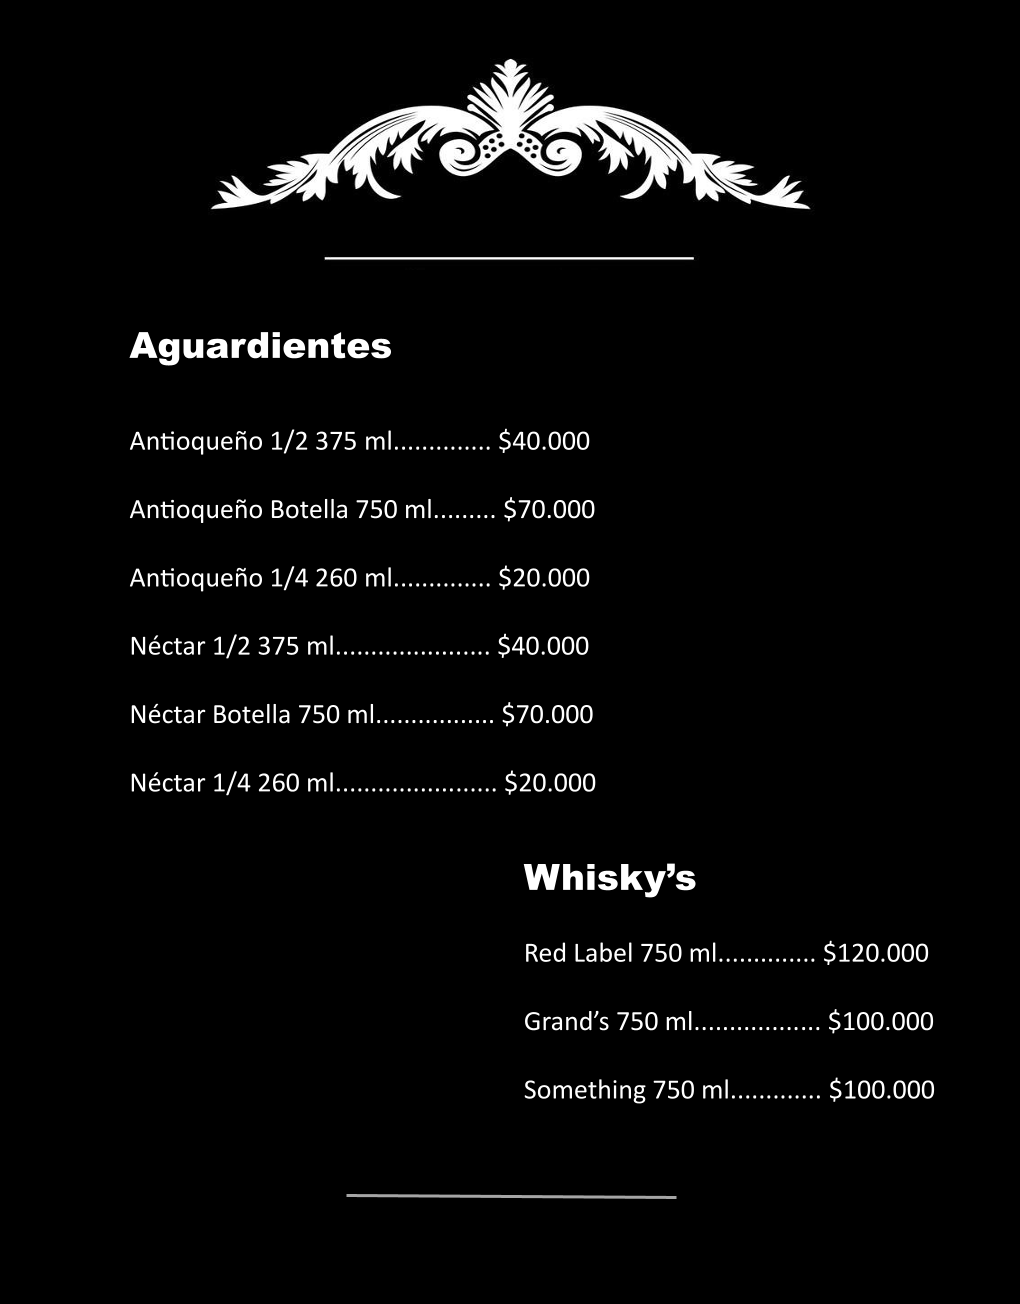 Aguardientes
Antioqueño 1/2 375 ml.............. $40.000
Antioqueño Botella 750 ml......... $70.000
Antioqueño 1/4 260 ml.............. $20.000
Néctar 1/2 375 ml...................... $40.000
Néctar Botella 750 ml................. $70.000
Néctar 1/4 260 ml....................... $20.000
Whisky’s
Red Label 750 ml.............. $120.000
Grand’s 750 ml.................. $100.000
Something 750 ml............. $100.000